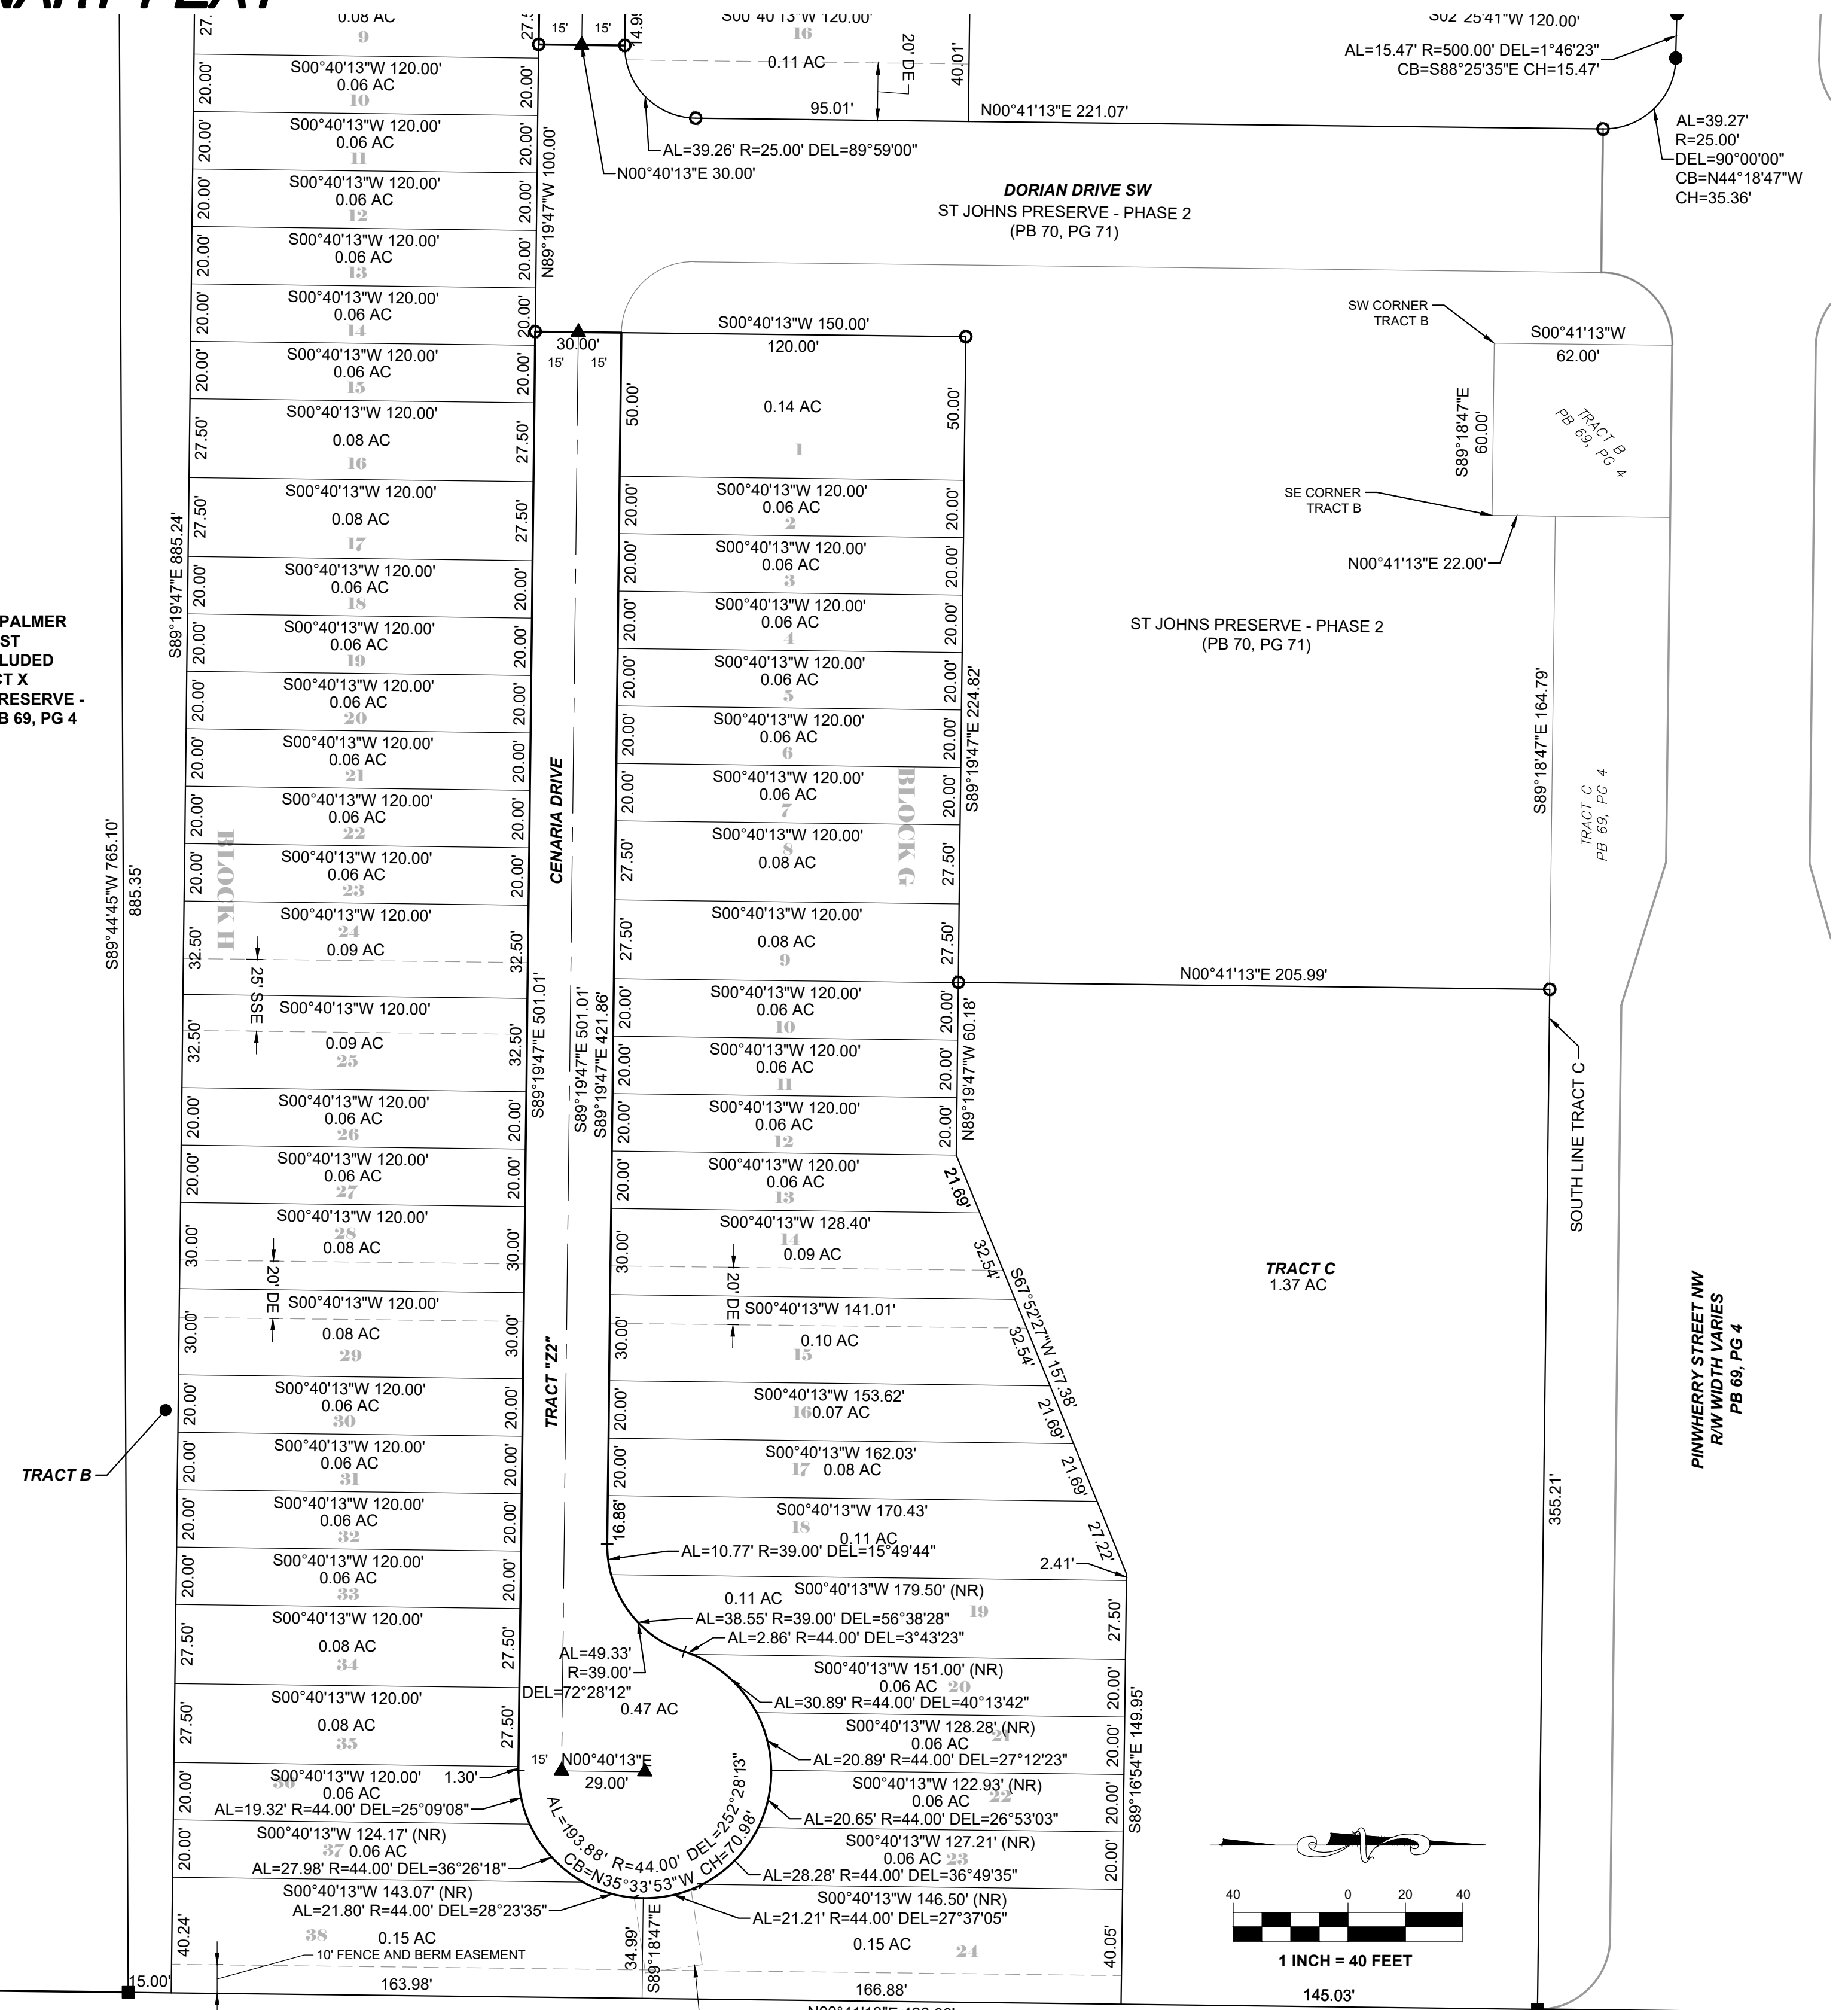 0.08 AC
9
S00°40'13"W 120.00'
0.06 AC
10
S00°40'13"W 120.00'
0.06 AC
11
S00°40'13"W 120.00'
0.06 AC
12
S00°40'13"W 120.00'
0.06 AC
13
S00°40'13"W 120.00'
0.06 AC
14
S00°40'13"W 120.00'
0.06 AC
15
S00°40'13"W 120.00'
0.08 AC
16
S00°40'13"W 120.00'
0.08 AC
17
S00°40'13"W 120.00'
0.06 AC
18
S00°40'13"W 120.00'
0.06 AC
19
S00°40'13"W 120.00'
0.06 AC
20
S00°40'13"W 120.00'
0.06 AC
21
S00°40'13"W 120.00'
0.06 AC
22
S00°40'13"W 120.00'
0.06 AC
23
S00°40'13"W 120.00'
24
0.09 AC
25' SSE
S00°40'13"W 120.00'
0.09 AC
25
S00°40'13"W 120.00'
0.06 AC
26
S00°40'13"W 120.00'
0.06 AC
27
S00°40'13"W 120.00'
28
0.08 AC
20' DE
S00°40'13"W 120.00'
0.08 AC
29
S00°40'13"W 120.00'
0.06 AC
30
S00°40'13"W 120.00'
0.06 AC
31
S00°40'13"W 120.00'
0.06 AC
32
S00°40'13"W 120.00'
0.06 AC
33
S00°40'13"W 120.00'
0.08 AC
34
S00°40'13"W 120.00'
0.08 AC
35
S00°40'13"W 120.00'
36
0.06 AC
1.30'
AL=19.32' R=44.00' DEL=25°09'08"
S00°40'13"W 124.17' (NR)
37 0.06 AC
AL=27.98' R=44.00' DEL=36°26'18"
S00°40'13"W 143.07' (NR)
AL=21.80' R=44.00' DEL=28°23'35"
38
0.15 AC
10' FENCE AND BERM EASEMENT
15.00'
163.98'
40.24'
BLOCK H
S89°19'47"E 885.24'
S89°44'45"W 765.10'
885.35'
PALMER
ST
LUDED
CT X
RESERVE -
B 69, PG 4
TRACT B
15' 15'
14.99'
S00°40'13"W 120.00'
16
0.11 AC
20' DE
40.01'
95.01'
N00°41'13"E 221.07'
AL=39.26' R=25.00' DEL=89°59'00"
N00°40'13"E 30.00'
N89°19'47"W 100.00'
S02°25'41"W 120.00'
AL=15.47' R=500.00' DEL=1°46'23"
CB=S88°25'35"E CH=15.47'
AL=39.27'
R=25.00'
DEL=90°00'00"
CB=N44°18'47"W
CH=35.36'
DORIAN DRIVE SW
ST JOHNS PRESERVE - PHASE 2
(PB 70, PG 71)
SW CORNER
TRACT B
S00°41'13"W
62.00'
S89°18'47"E
60.00'
TRACT B
PB 69, PG 4
SE CORNER
TRACT B
N00°41'13"E 22.00'
ST JOHNS PRESERVE - PHASE 2
(PB 70, PG 71)
S89°18'47"E 164.79'
TRACT C
PB 69, PG 4
S00°40'13"W 150.00'
30.00'
120.00'
15' 15'
50.00'
0.14 AC
50.00'
1
S00°40'13"W 120.00'
0.06 AC
2
S00°40'13"W 120.00'
0.06 AC
3
S00°40'13"W 120.00'
0.06 AC
4
S00°40'13"W 120.00'
0.06 AC
5
S00°40'13"W 120.00'
0.06 AC
6
S00°40'13"W 120.00'
0.06 AC
7
S00°40'13"W 120.00'
8
0.08 AC
S00°40'13"W 120.00'
0.08 AC
9
S00°40'13"W 120.00'
0.06 AC
10
S00°40'13"W 120.00'
0.06 AC
11
S00°40'13"W 120.00'
0.06 AC
12
S00°40'13"W 120.00'
0.06 AC
13
S00°40'13"W 128.40'
14
0.09 AC
20' DE
S00°40'13"W 141.01'
0.10 AC
15
S00°40'13"W 153.62'
16 0.07 AC
S00°40'13"W 162.03'
17 0.08 AC
S00°40'13"W 170.43'
18
0.11 AC
16.86'
AL=10.77' R=39.00' DEL=15°49'44"
2.41'
S00°40'13"W 179.50' (NR)
0.11 AC
19
AL=38.55' R=39.00' DEL=56°38'28"
AL=2.86' R=44.00' DEL=3°43'23"
AL=49.33'
R=39.00'
DEL=72°28'12"
0.47 AC
S00°40'13"W 151.00' (NR)
0.06 AC 20
AL=30.89' R=44.00' DEL=40°13'42"
S00°40'13"W 128.28' (NR)
21
0.06 AC
AL=20.89' R=44.00' DEL=27°12'23"
S00°40'13"W 122.93' (NR)
0.06 AC 22
AL=20.65' R=44.00' DEL=26°53'03"
S00°40'13"W 127.21' (NR)
0.06 AC 23
AL=28.28' R=44.00' DEL=36°49'35"
S00°40'13"W 146.50' (NR)
AL=21.21' R=44.00' DEL=27°37'05"
0.15 AC
24
40.05'
166.88'
15'
N00°40'13"E
29.00'
AL=193.88' R=44.00' DEL=252°28'13"
CB=N35°33'53"W CH=70.98'
34.99'
S89°18'47"E
BLOCK G
CENARIA DRIVE
TRACT "Z2"
S89°19'47"E 501.01'
S89°19'47"E 501.01'
S89°19'47"E 421.86'
S89°19'47"E 224.82'
N89°19'47"W 60.18'
21.69'
32.54'
S67°52'27"W 157.38'
32.54'
21.69'
21.69'
27.22'
27.50'
S89°16'54"E 149.95'
N00°41'13"E 205.99'
SOUTH LINE TRACT C
TRACT C
1.37 AC
355.21'
PINWHERRY STREET NW
R/W WIDTH VARIES
PB 69, PG 4
40 0 20 40
1 INCH = 40 FEET
145.03'